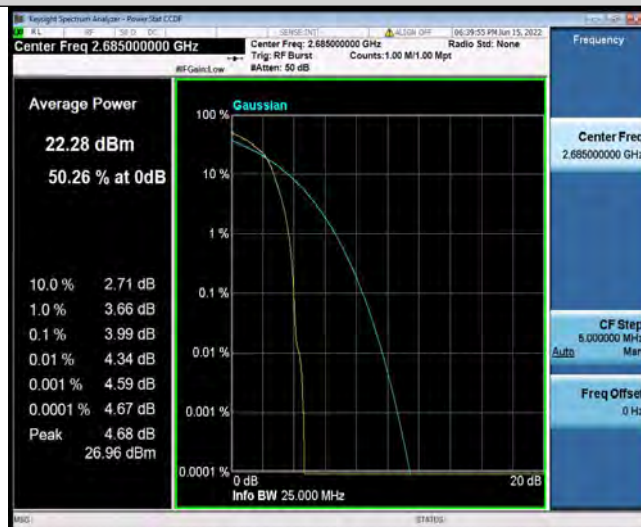 Keysight Spectrum Analyzer - Power Stat CCDF
RL RF 50 Ω DC SENSE:INT ALIGN OFF 06:39:55 PM Jun 15, 2022
Center Freq 2.685000000 GHz
Center Freq: 2.685000000 GHz Radio Std: None
Trig: RF Burst Counts:1.00 M/1.00 Mpt
#IFGain:Low #Atten: 50 dB
Frequency
Average Power
22.28 dBm
50.26 % at 0dB
10.0 % 2.71 dB
1.0 % 3.66 dB
0.1 % 3.99 dB
0.01 % 4.34 dB
0.001 % 4.59 dB
0.0001 % 4.67 dB
Peak 4.68 dB
26.96 dBm
Gaussian
100 %
10 %
1 %
0.1 %
0.01 %
0.001 %
0.0001 %
0 dB 20 dB
Info BW 25.000 MHz
Center Freq
2.685000000 GHz
CF Step
5.000000 MHz
Auto Man
Freq Offset
0 Hz
MSG STATUS